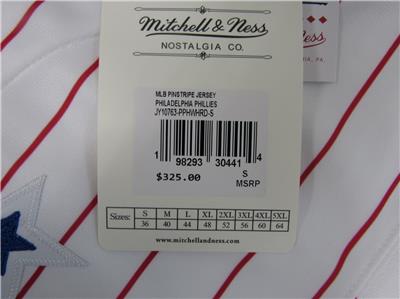 Mitchell & Ness
NOSTALGIA CO.
MLB PINSTRIPE JERSEY
PHILADELPHIA PHILLIES
JY10763-PPHWHRD-S
1 98293 30441 4
$325.00
S
MSRP
Sizes: S M L XL 2XL 3XL 4XL 5XL
36 40 44 48 52 56 60 64
www.mitchellandness.com